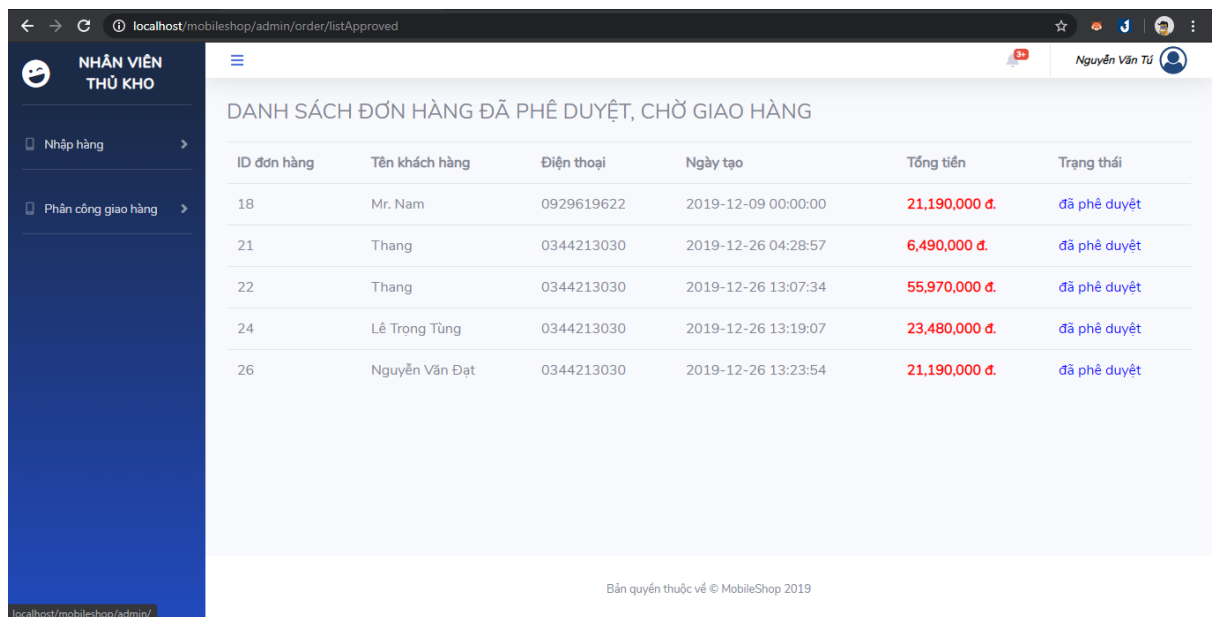 localhost/mobileshop/admin/order/listApproved
NHÂN VIÊN
THỦ KHO
3+
Nguyễn Văn Tú
Nhập hàng
Phân công giao hàng
DANH SÁCH ĐƠN HÀNG ĐÃ PHÊ DUYỆT, CHỜ GIAO HÀNG
ID đơn hàng Tên khách hàng Điện thoại Ngày tạo Tổng tiền Trạng thái
18 Mr. Nam 0929619622 2019-12-09 00:00:00 21,190,000 đ. đã phê duyệt
21 Thang 0344213030 2019-12-26 04:28:57 6,490,000 đ. đã phê duyệt
22 Thang 0344213030 2019-12-26 13:07:34 55,970,000 đ. đã phê duyệt
24 Lê Trọng Tùng 0344213030 2019-12-26 13:19:07 23,480,000 đ. đã phê duyệt
26 Nguyễn Văn Đạt 0344213030 2019-12-26 13:23:54 21,190,000 đ. đã phê duyệt
Bản quyền thuộc về © MobileShop 2019
localhost/mobileshop/admin/